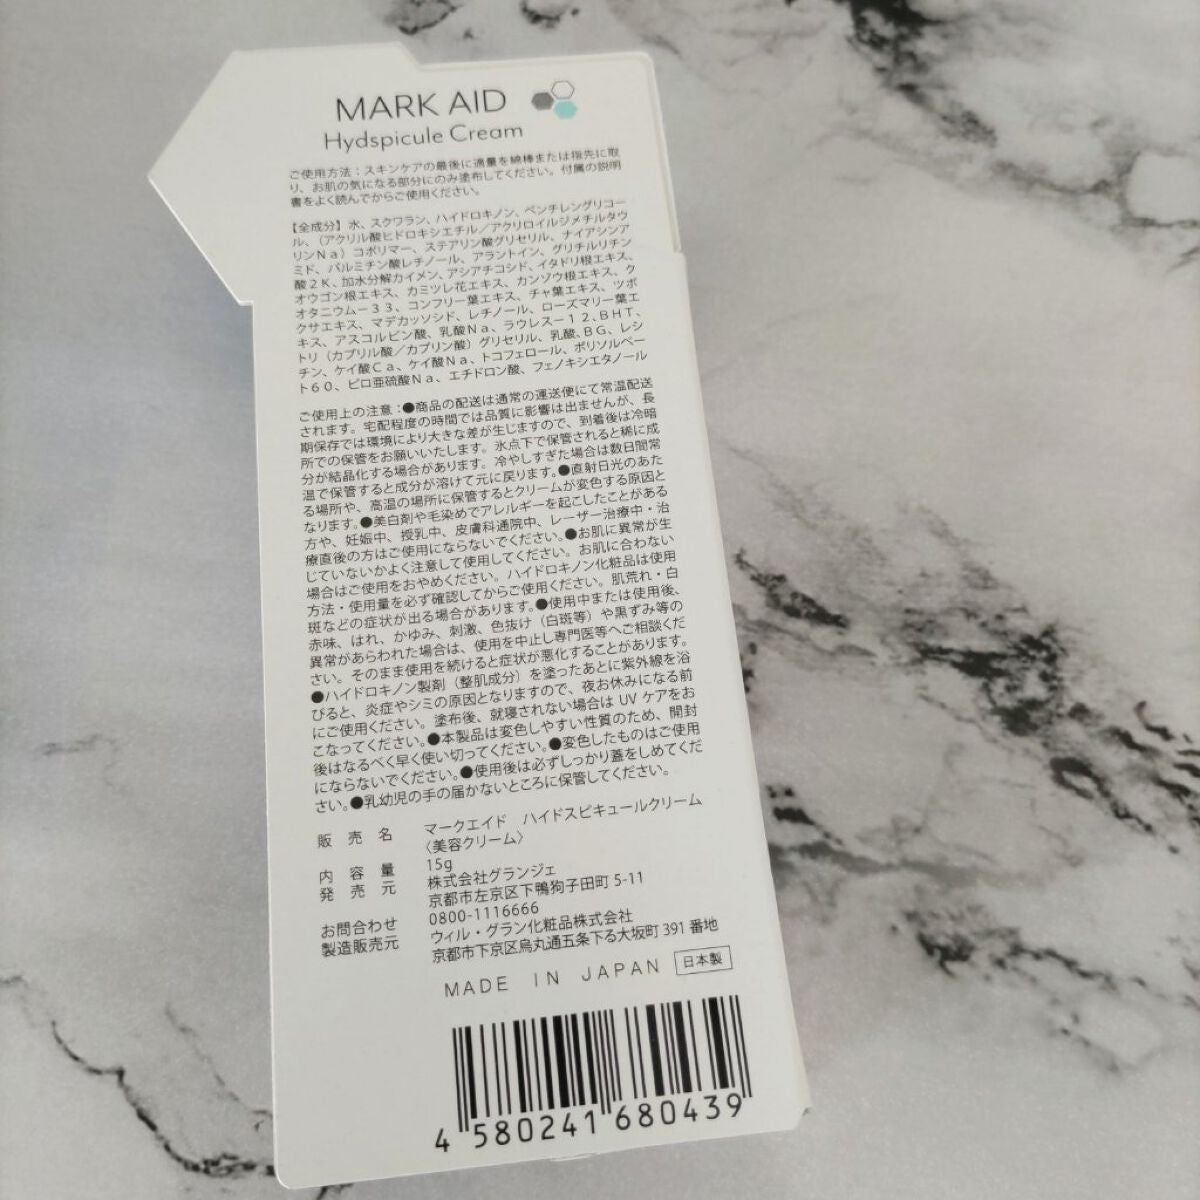 MARK AID
Hydspicule Cream
ご使用方法：スキンケアの最後に適量を綿棒または指先に取
り、お肌の気になる部分にのみ塗布してください。付属の説明
書をよく読んでからご使用ください。
【全成分】水、スクワラン、ハイドロキノン、ペンチレングリコー
ル、（アクリル酸ヒドロキシエチル／アクリロイルジメチルタウ
リンＮａ）コポリマー、ステアリン酸グリセリル、ナイアシンア
ミド、パルミチン酸レチノール、アラントイン、グリチルリチン
酸２Ｋ、加水分解カイメン、アシアチコシド、イタドリ根エキス、
オウゴン根エキス、カミツレ花エキス、カンゾウ根エキス、ク
オタニウム－３３、コンフリー葉エキス、チャ葉エキス、ツボ
クサエキス、マデカッソシド、レチノール、ローズマリー葉エ
キス、アスコルビン酸、乳酸Ｎａ、ラウレス－１２、ＢＨＴ、
トリ（カプリル酸／カプリン酸）グリセリル、乳酸、ＢＧ、レシ
チン、ケイ酸Ｃａ、ケイ酸Ｎａ、トコフェロール、ポリソルベー
ト６０、ピロ亜硫酸Ｎａ、エチドロン酸、フェノキシエタノール
ご使用上の注意：●商品の配送は通常の運送便にて常温配送
されます。宅配程度の時間では品質に影響は出ませんが、長
期保存では環境により大きな差が生じますので、到着後は冷暗
所での保管をお願いいたします。氷点下で保管されると稀に成
分が結晶化する場合があります。冷やしすぎた場合は数日間常
温で保管すると成分が溶けて元に戻ります。●直射日光のあた
る場所や、高温の場所に保管するとクリームが変色する原因と
なります。●美白剤や毛染めでアレルギーを起こしたことがある
方や、妊娠中、授乳中、皮膚科通院中、レーザー治療中・治
療直後の方はご使用にならないでください。●お肌に異常が生
じていないかよく注意して使用してください。お肌に合わない
場合はご使用をおやめください。ハイドロキノン化粧品は使用
方法・使用量を必ず確認してからご使用ください。肌荒れ・白
斑などの症状が出る場合があります。●使用中または使用後、
赤味、はれ、かゆみ、刺激、色抜け（白斑等）や黒ずみ等の
異常があらわれた場合は、使用を中止し専門医等へご相談くだ
さい。そのまま使用を続けると症状が悪化することがあります。
●ハイドロキノン製剤（整肌成分）を塗ったあとに紫外線を浴
びると、炎症やシミの原因となりますので、夜お休みになる前
にご使用ください。塗布後、就寝されない場合は UV ケアをお
こなってください。●本製品は変色しやすい性質のため、開封
後はなるべく早く使い切ってください。●変色したものはご使用
にならないでください。●使用後は必ずしっかり蓋をしめてくだ
さい。●乳幼児の手の届かないところに保管してください。
販売名 マークエイド ハイドスピキュールクリーム
〈美容クリーム〉
内容量 15g
発売元 株式会社グランジェ
京都市左京区下鴨狗子田町 5-11
お問合わせ 0800-1116666
製造販売元 ウィル・グラン化粧品株式会社
京都市下京区烏丸通五条下る大坂町 391 番地
MADE IN JAPAN 日本製
4 580241 680439